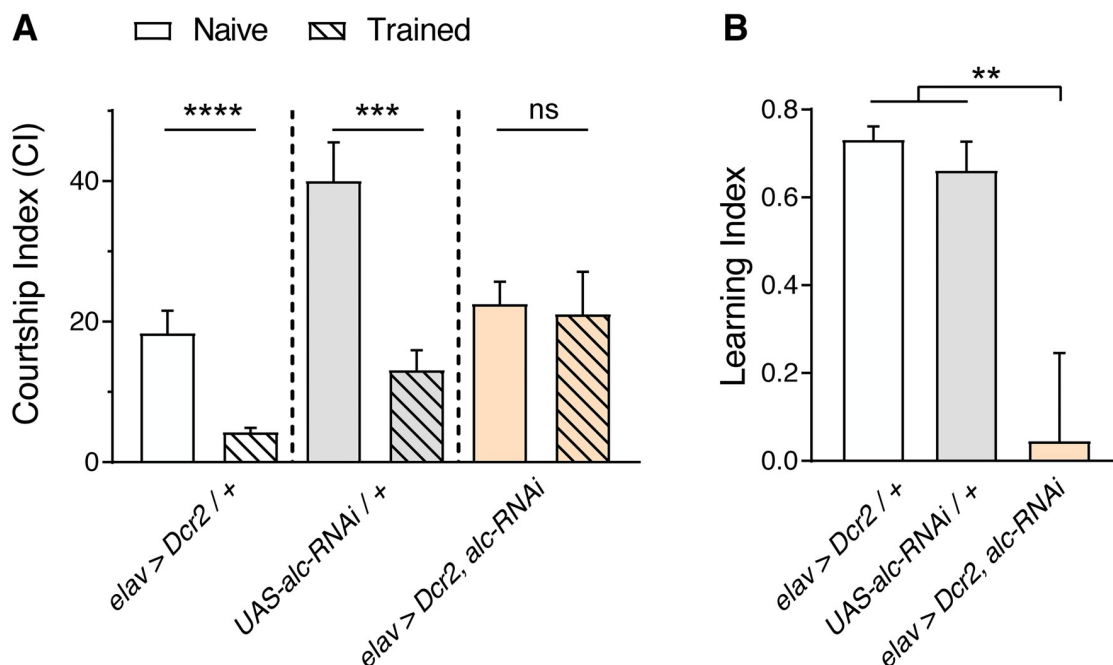 A
Naive
Trained
Courtship Index (CI)
40
20
0
****
***
ns
elav > Dcr2 / +
UAS-alc-RNAi / +
elav > Dcr2, alc-RNAi
B
Learning Index
0.8
0.6
0.4
0.2
0.0
**
elav > Dcr2 / +
UAS-alc-RNAi / +
elav > Dcr2, alc-RNAi